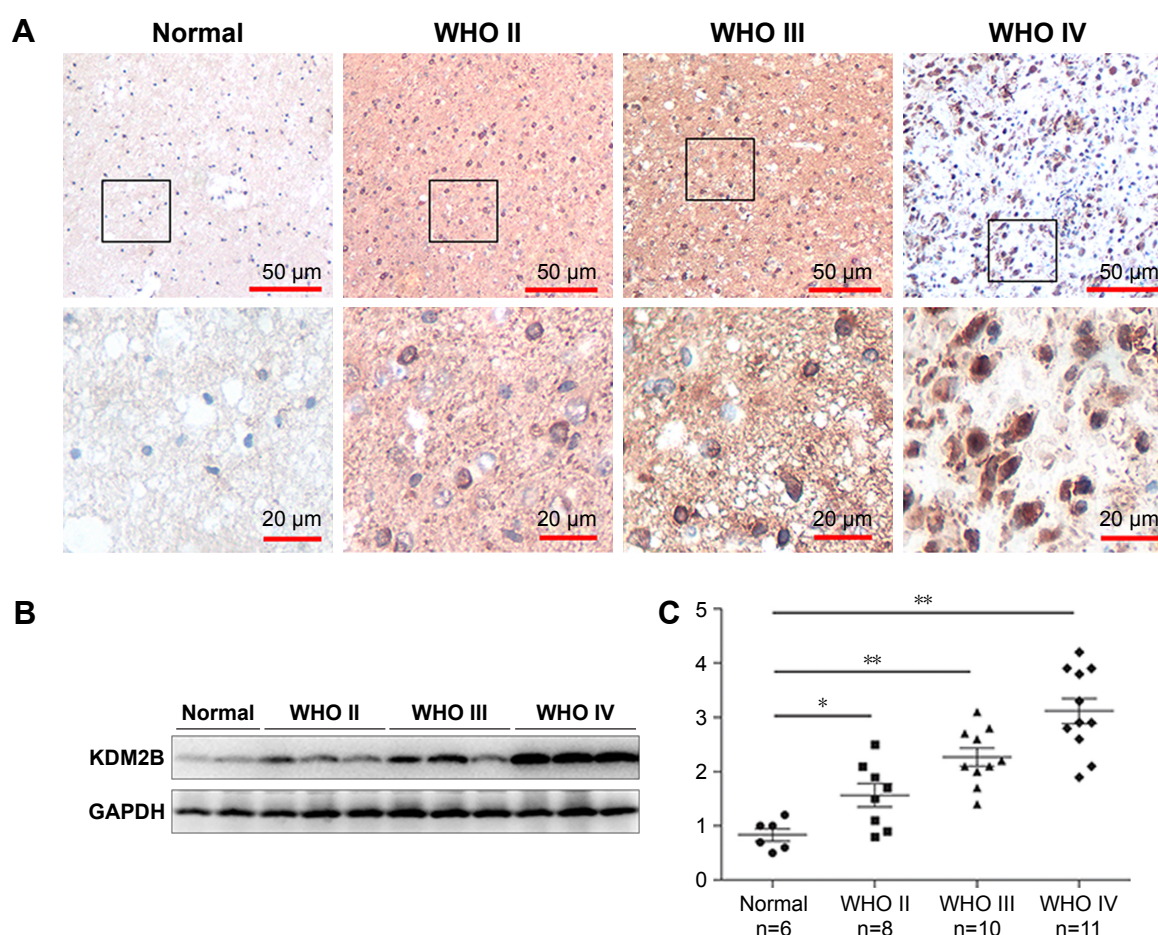 A
Normal WHO II WHO III WHO IV
50 μm 50 μm 50 μm 50 μm
20 μm 20 μm 20 μm 20 μm
B
Normal WHO II WHO III WHO IV
KDM2B
GAPDH
C
5
4
3
2
1
0
**
**
*
Normal WHO II WHO III WHO IV
n=6 n=8 n=10 n=11